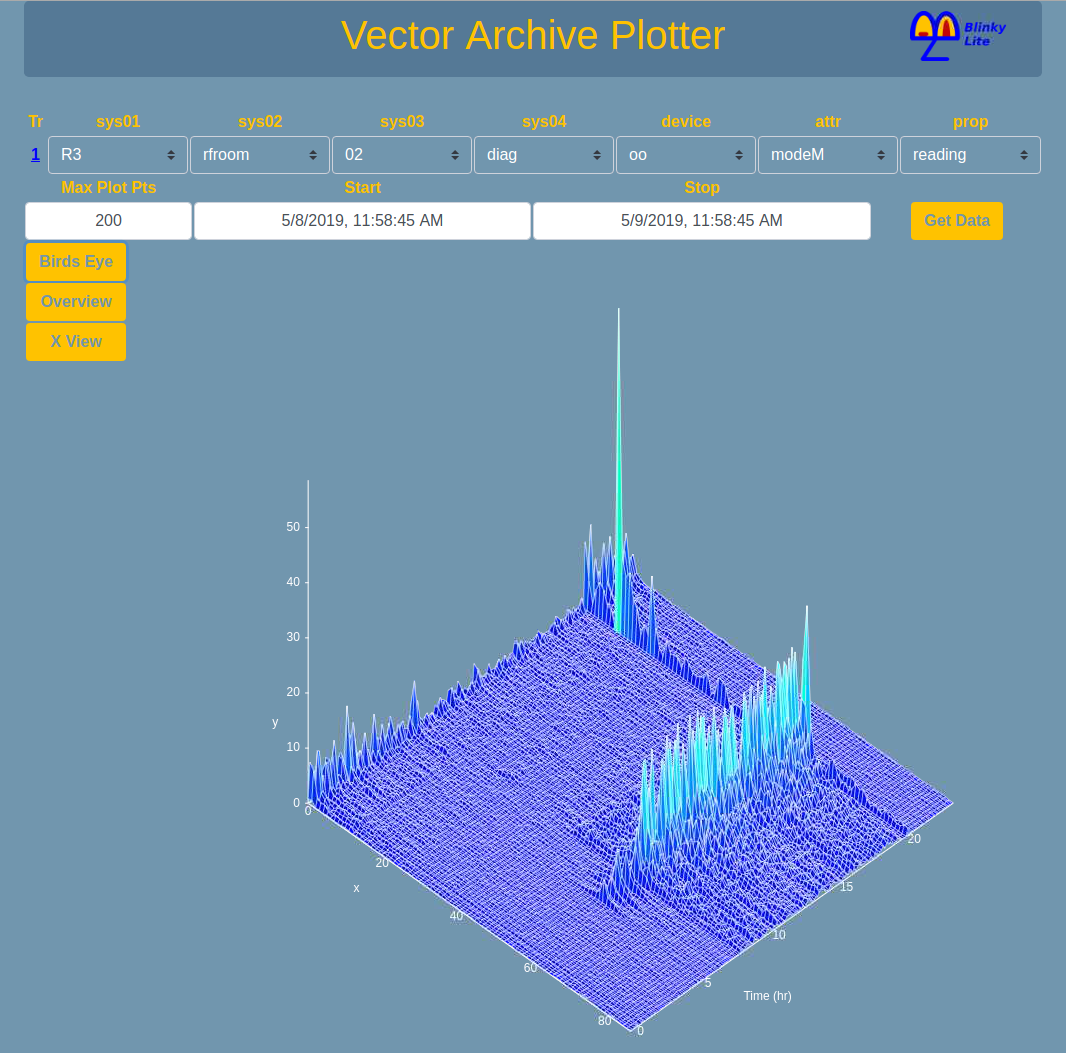 Vector Archive Plotter
Blinky
Lite
Tr sys01 sys02 sys03 sys04 device attr prop
1 R3 rfroom 02 diag oo modeM reading
Max Plot Pts Start Stop
200 5/8/2019, 11:58:45 AM 5/9/2019, 11:58:45 AM Get Data
Birds Eye
Overview
X View
50
40
30
20
y
10
0
0
20
x
40
60
80
20
15
10
5
Time (hr)
0